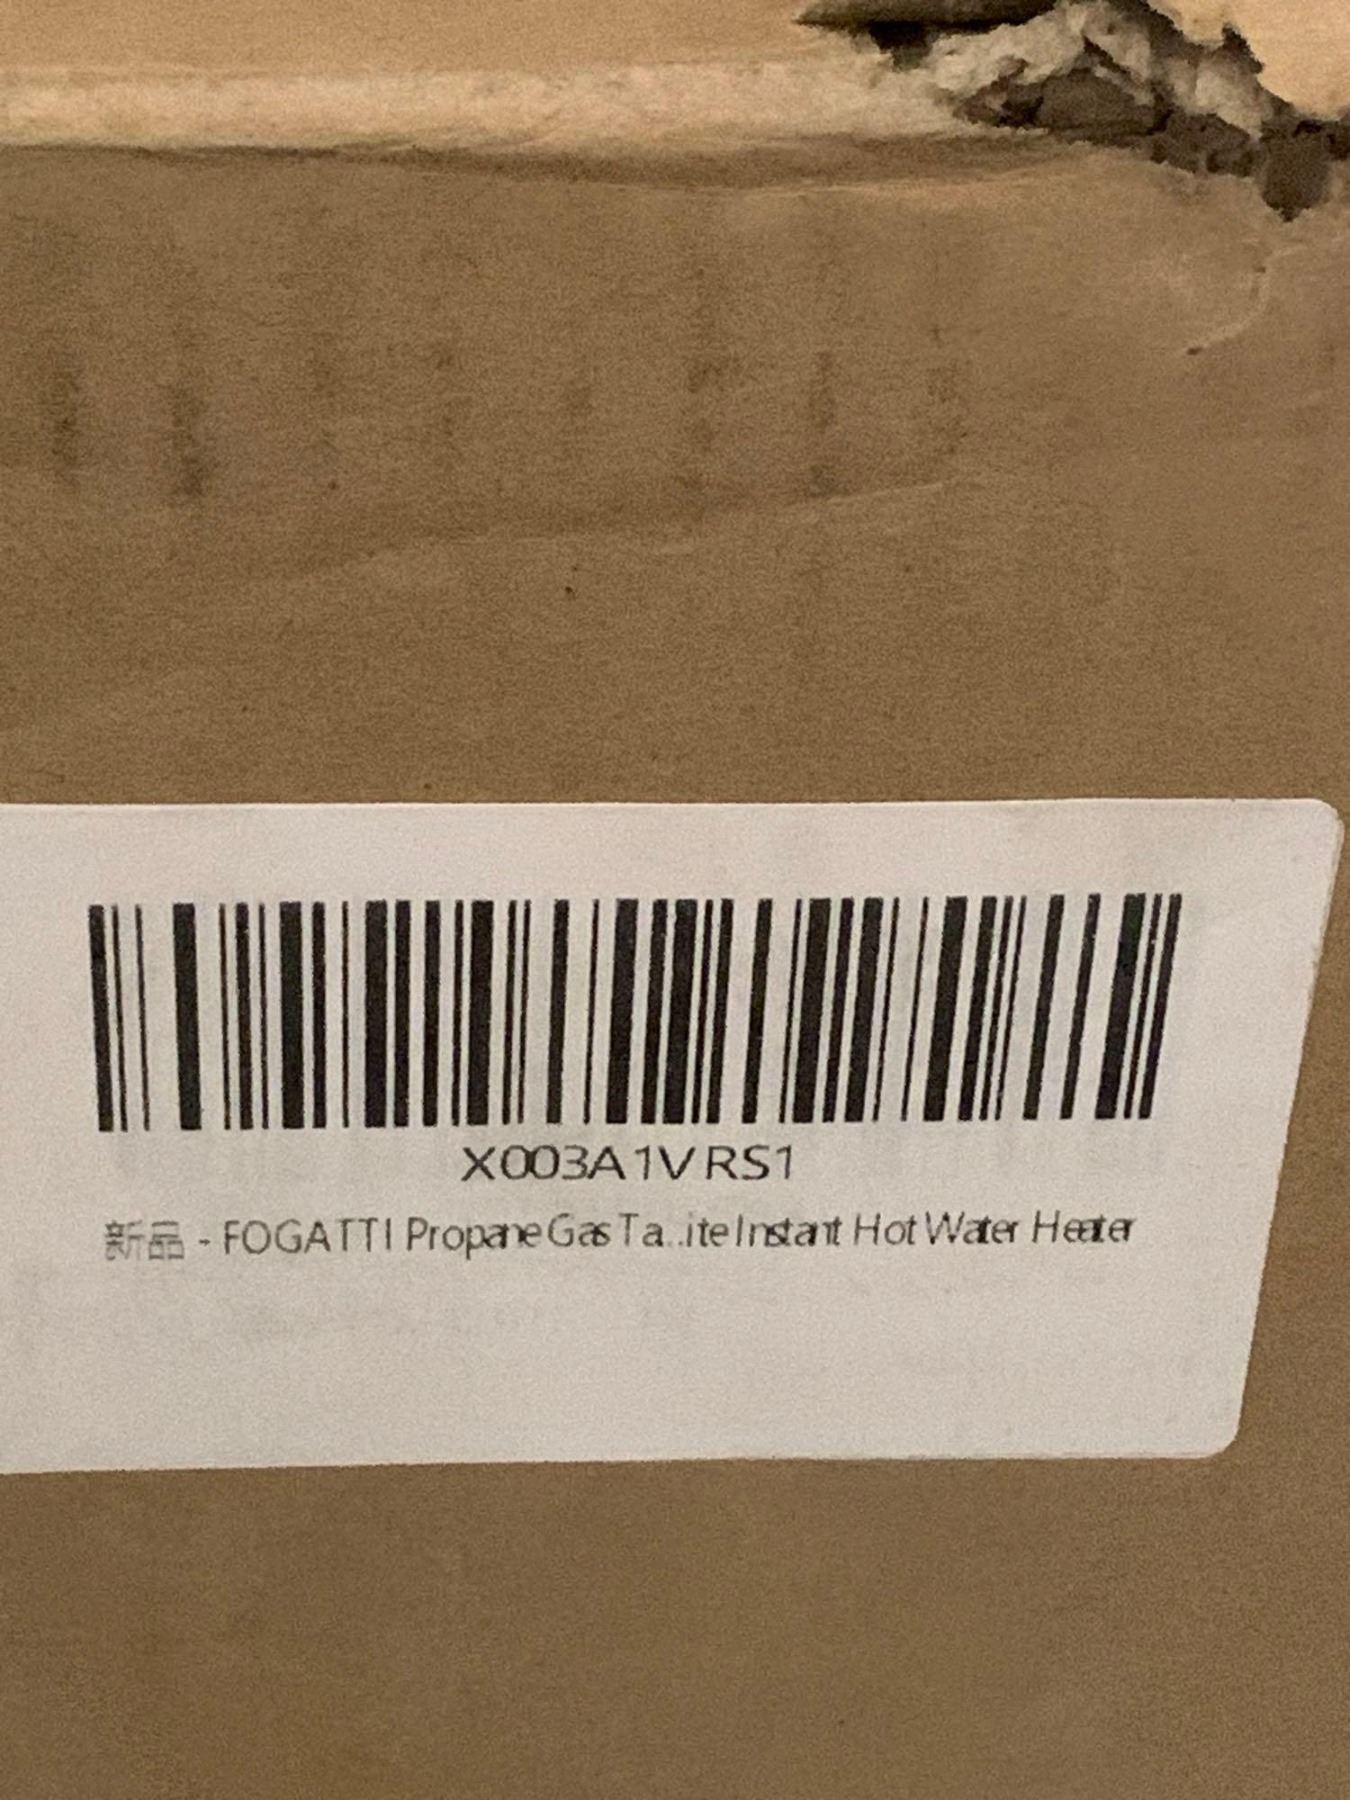 X003A1VRS1
新品 - FOGATTI Propane Gas Ta...ite Instant Hot Water Heater